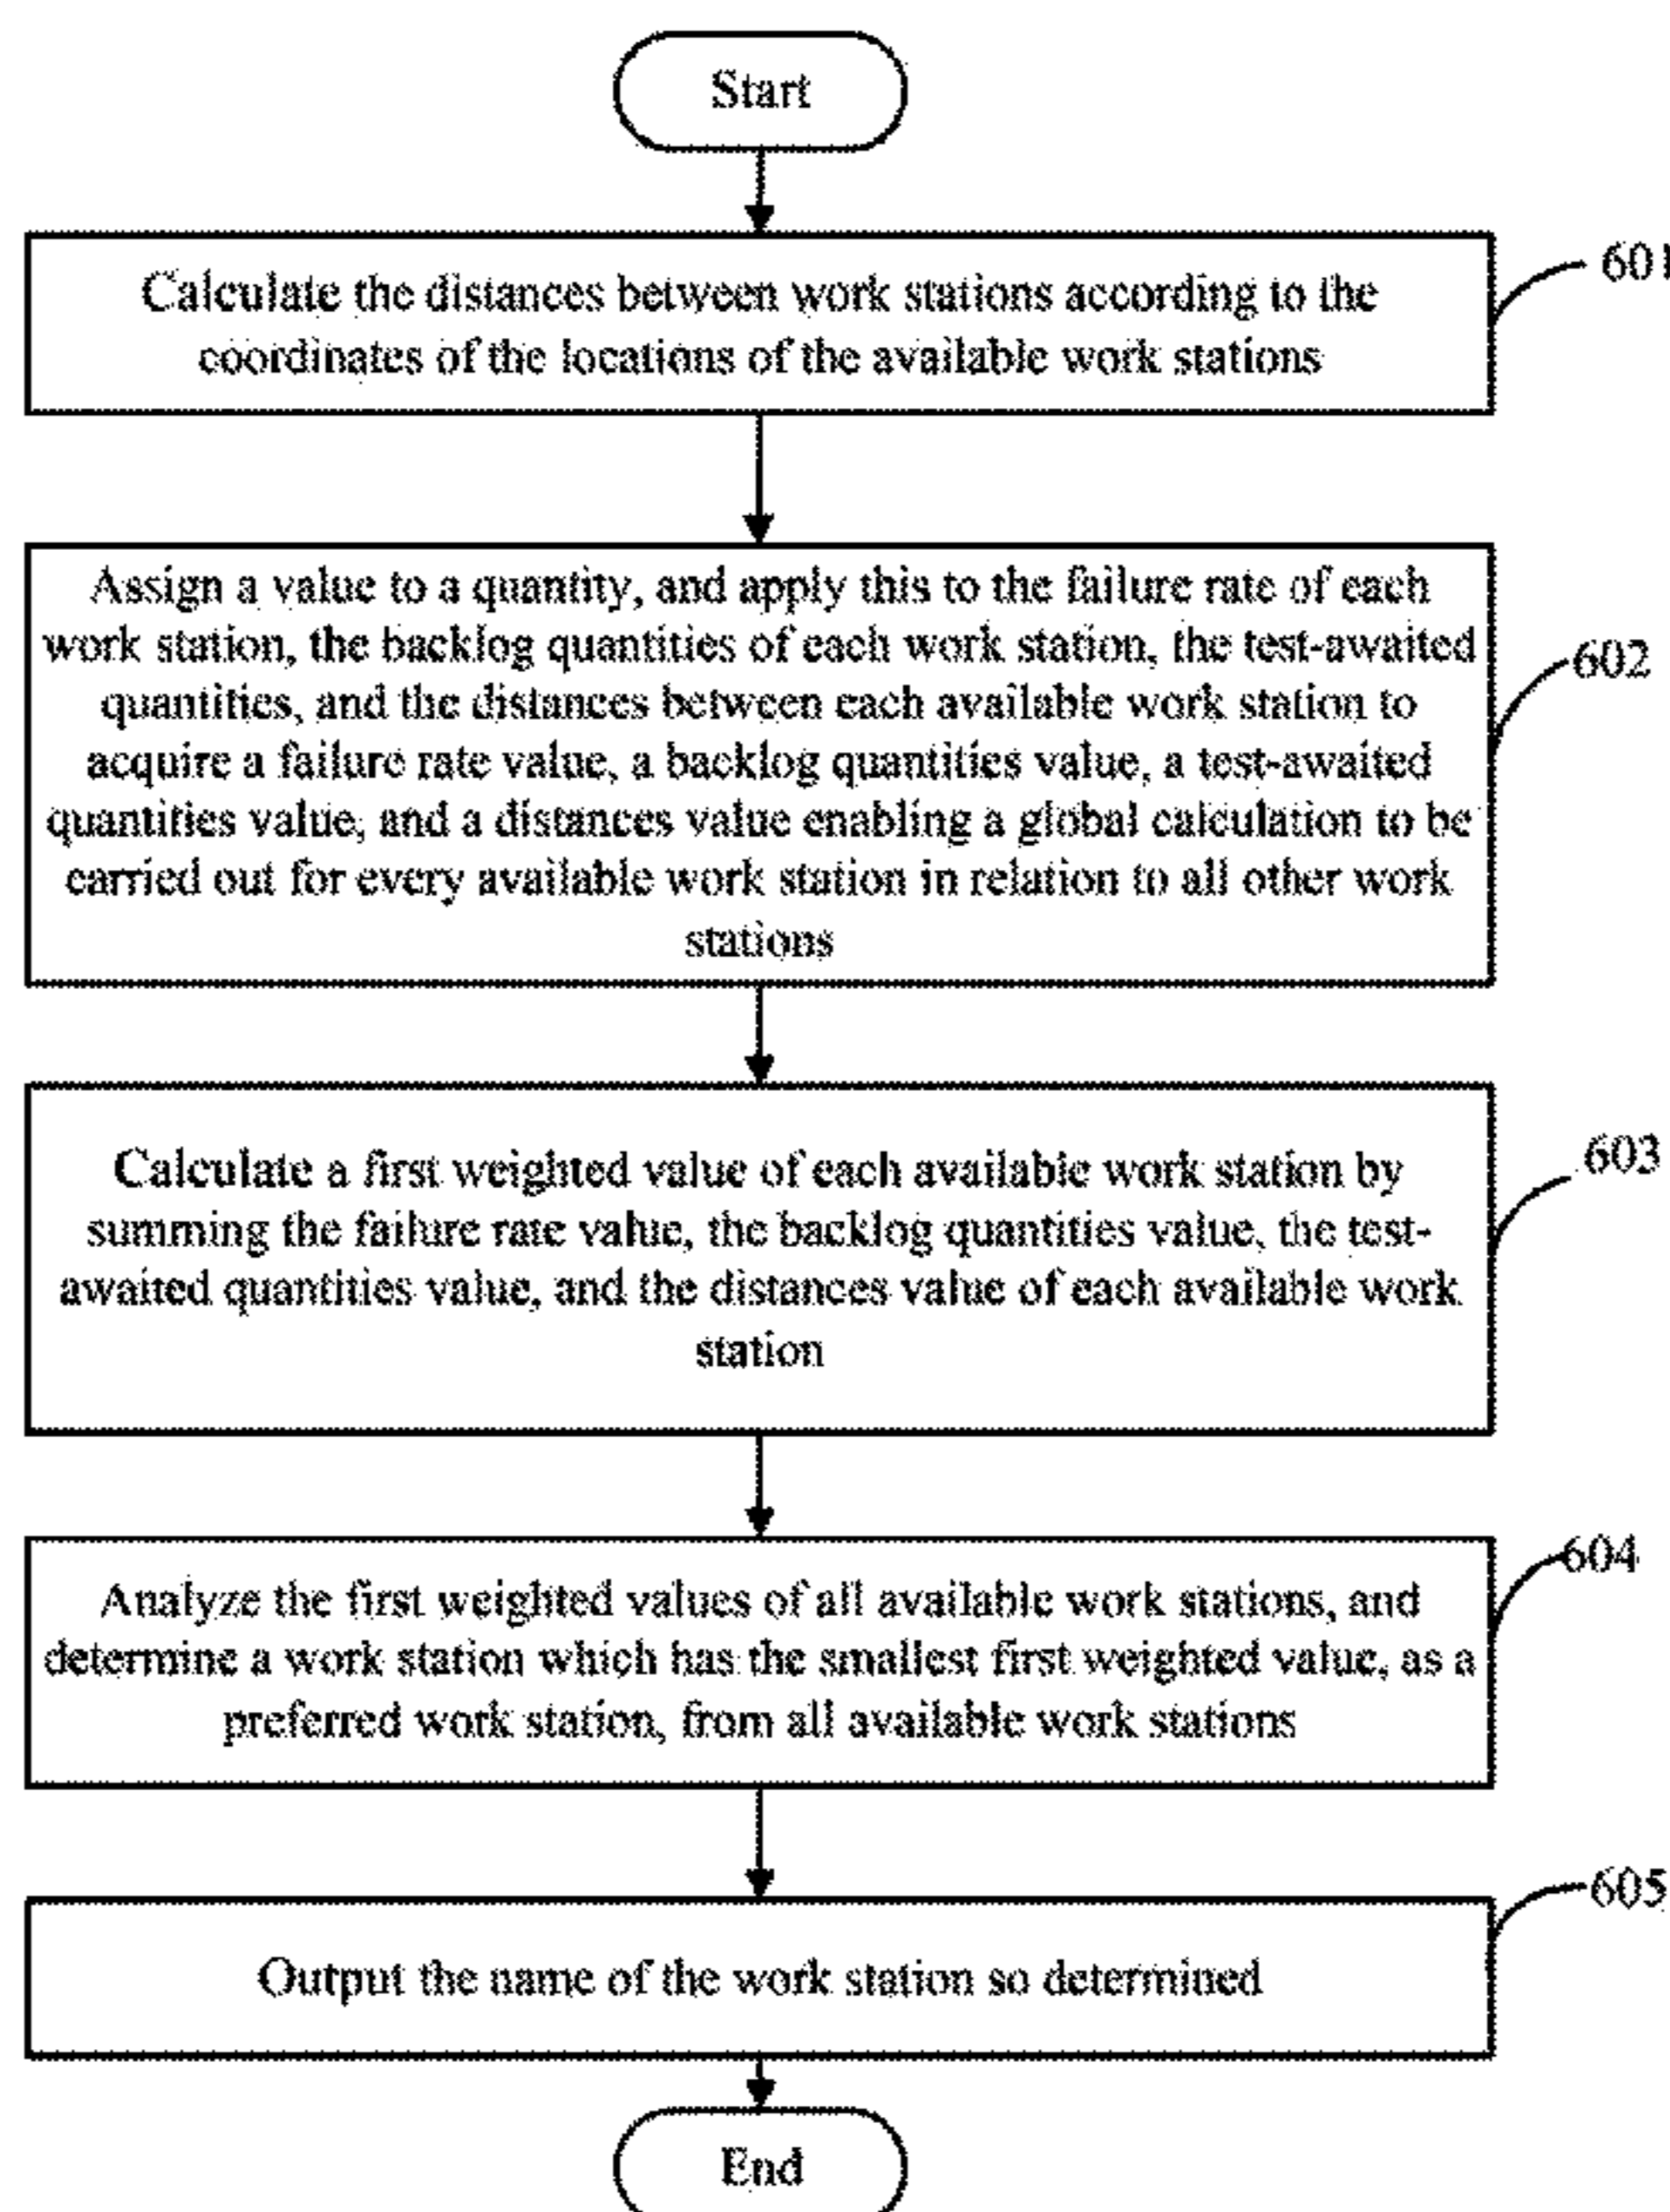 Start
Calculate the distances between work stations according to the
coordinates of the locations of the available work stations
601
Assign a value to a quantity, and apply this to the failure rate of each
work station, the backlog quantities of each work station, the test-awaited
quantities, and the distances between each available work station to
acquire a failure rate value, a backlog quantities value, a test-awaited
quantities value, and a distances value enabling a global calculation to be
carried out for every available work station in relation to all other work
stations
602
Calculate a first weighted value of each available work station by
summing the failure rate value, the backlog quantities value, the test-
awaited quantities value, and the distances value of each available work
station
603
Analyze the first weighted values of all available work stations, and
determine a work station which has the smallest first weighted value, as a
preferred work station, from all available work stations
604
Output the name of the work station so determined
605
End